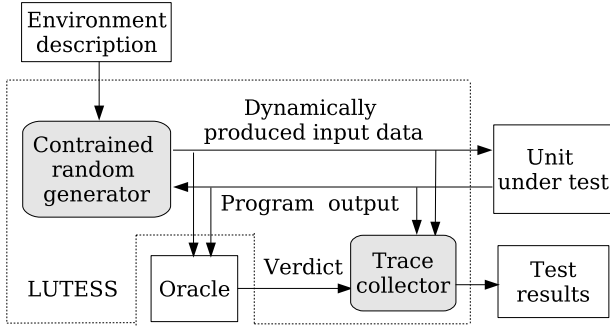 Environment
description
Dynamically
produced input data
Contrained
random
generator
Unit
under test
Program output
LUTESS
Oracle
Verdict
Trace
collector
Test
results